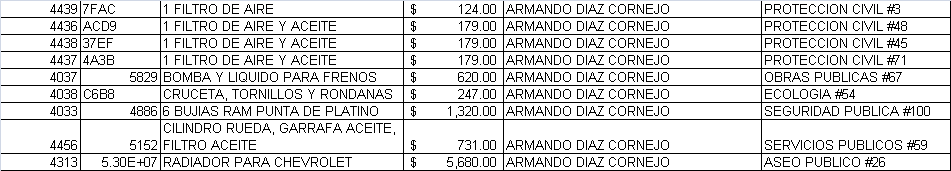 4439 7FAC 1 FILTRO DE AIRE $ 124.00 ARMANDO DIAZ CORNEJO PROTECCION CIVIL #3
4436 ACD9 1 FILTRO DE AIRE Y ACEITE $ 179.00 ARMANDO DIAZ CORNEJO PROTECCION CIVIL #48
4438 37EF 1 FILTRO DE AIRE Y ACEITE $ 179.00 ARMANDO DIAZ CORNEJO PROTECCION CIVIL #45
4437 4A3B 1 FILTRO DE AIRE Y ACEITE $ 179.00 ARMANDO DIAZ CORNEJO PROTECCION CIVIL #71
4037 5829 BOMBA Y LIQUIDO PARA FRENOS $ 620.00 ARMANDO DIAZ CORNEJO OBRAS PUBLICAS #67
4038 C6B8 CRUCETA, TORNILLOS Y RONDANAS $ 247.00 ARMANDO DIAZ CORNEJO ECOLOGIA #54
4033 4886 6 BUJIAS RAM PUNTA DE PLATINO $ 1,320.00 ARMANDO DIAZ CORNEJO SEGURIDAD PUBLICA #100
CILINDRO RUEDA, GARRAFA ACEITE,
4456 5152 FILTRO ACEITE $ 731.00 ARMANDO DIAZ CORNEJO SERVICIOS PUBLICOS #59
4313 5.30E+07 RADIADOR PARA CHEVROLET $ 5,680.00 ARMANDO DIAZ CORNEJO ASEO PUBLICO #26